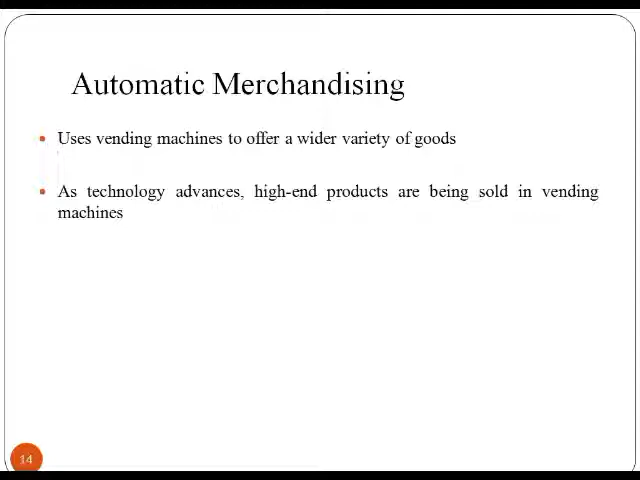 Automatic Merchandising
• Uses vending machines to offer a wider variety of goods
• As technology advances, high-end products are being sold in vending
machines
14